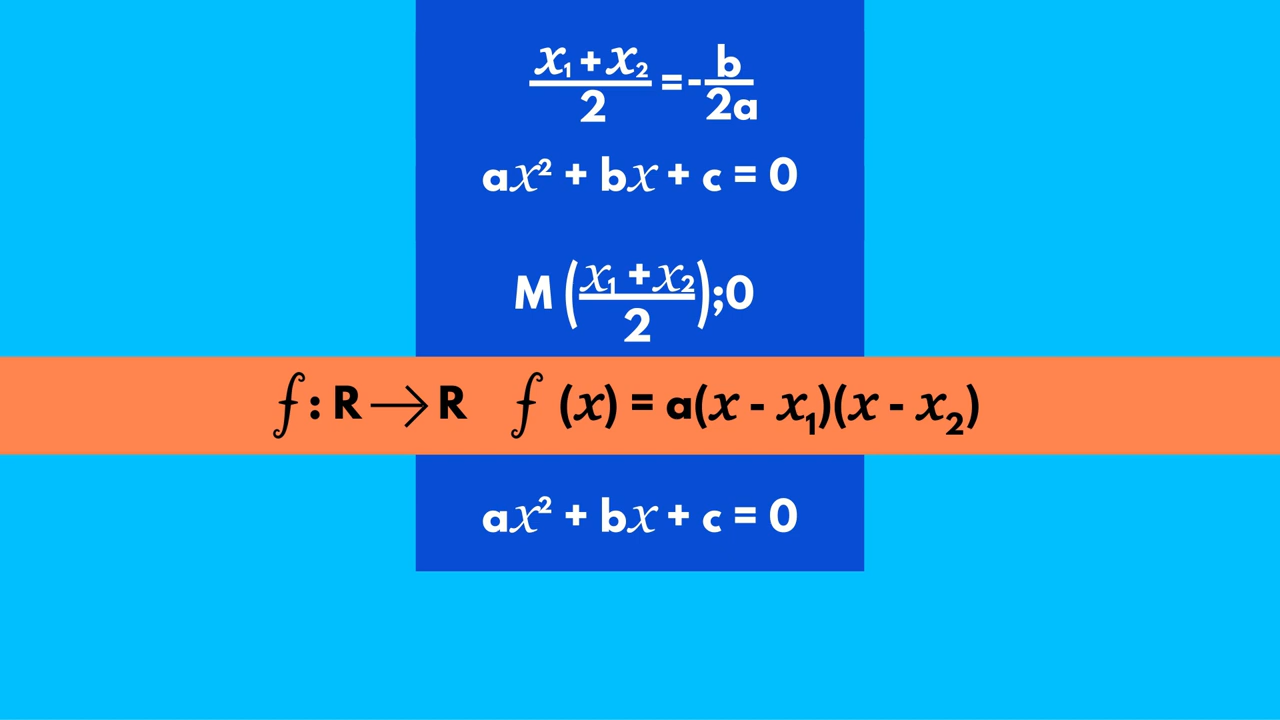 x₁ + x₂ / 2 = - b / 2a
ax² + bx + c = 0
M (x₁ + x₂ / 2);0
f : R → R f (x) = a(x - x₁)(x - x₂)
ax² + bx + c = 0